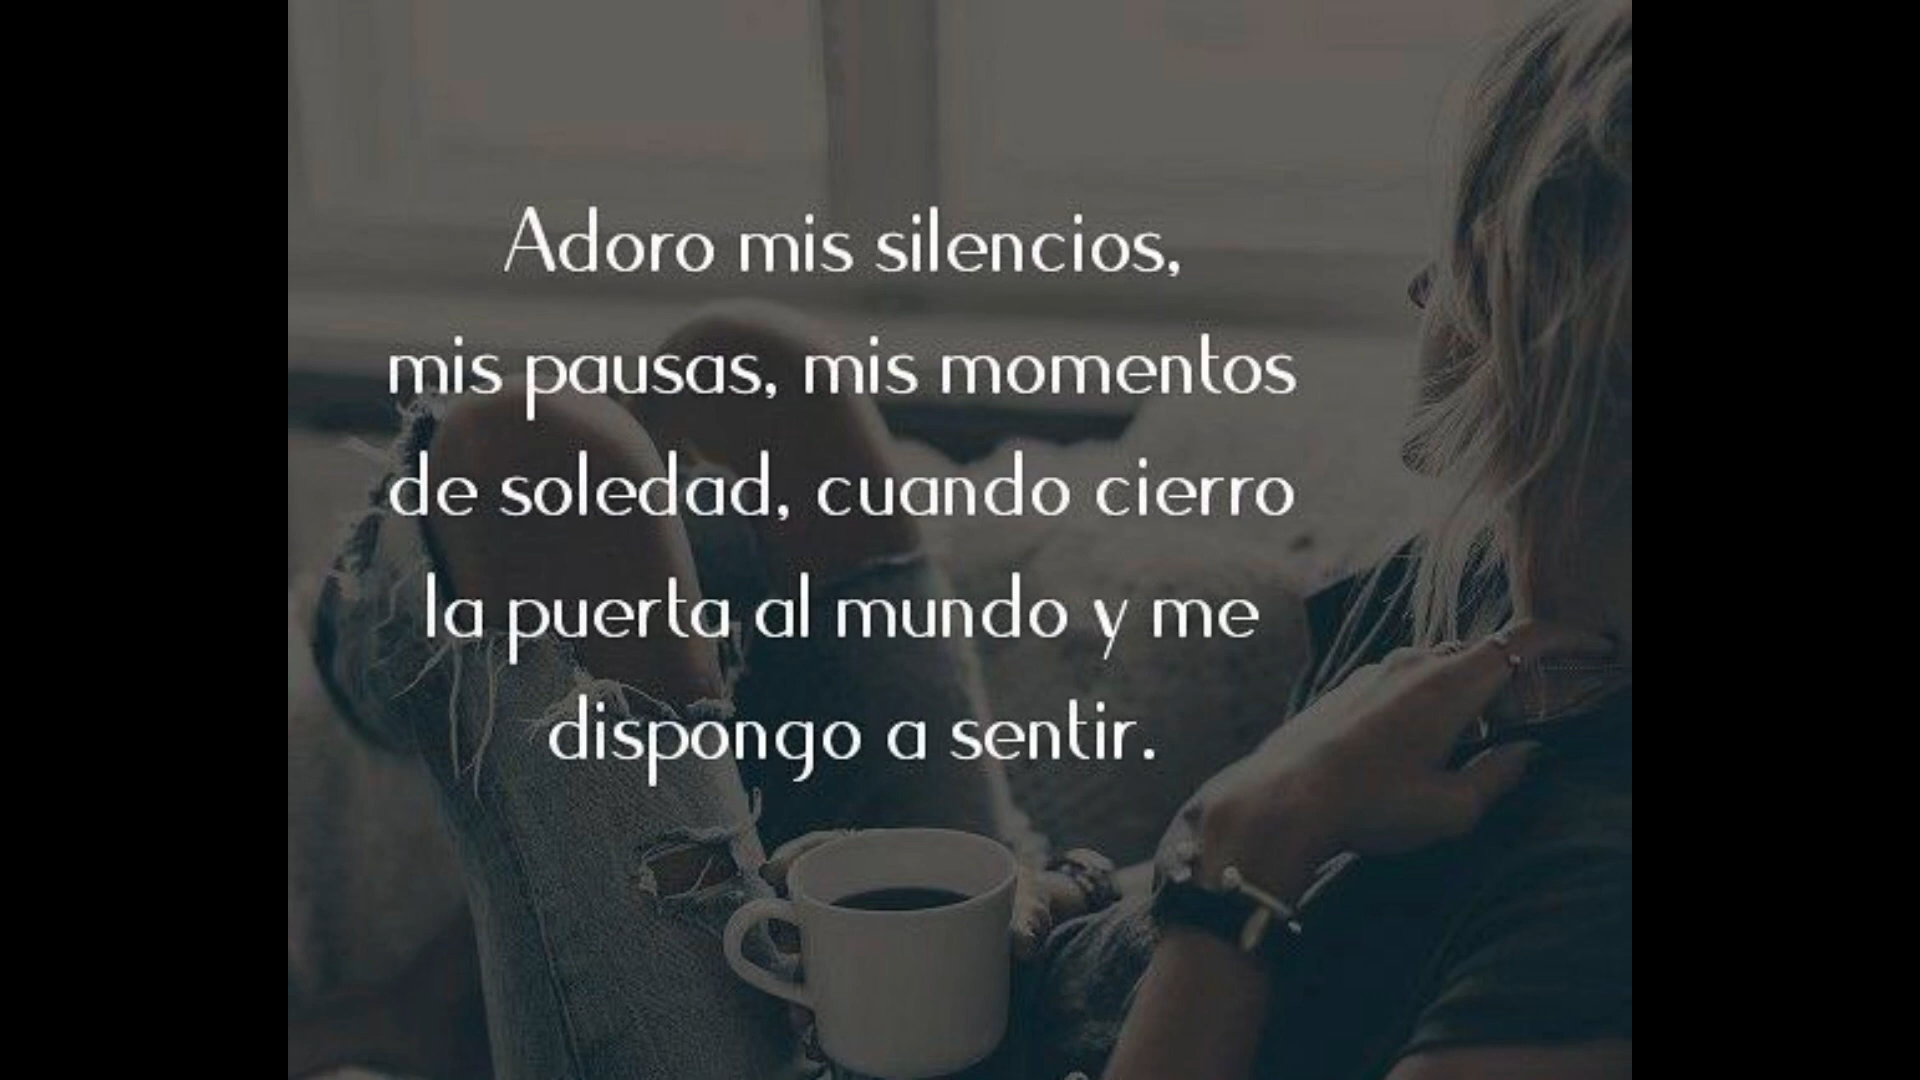 Adoro mis silencios,
mis pausas, mis momentos
de soledad, cuando cierro
la puerta al mundo y me
dispongo a sentir.